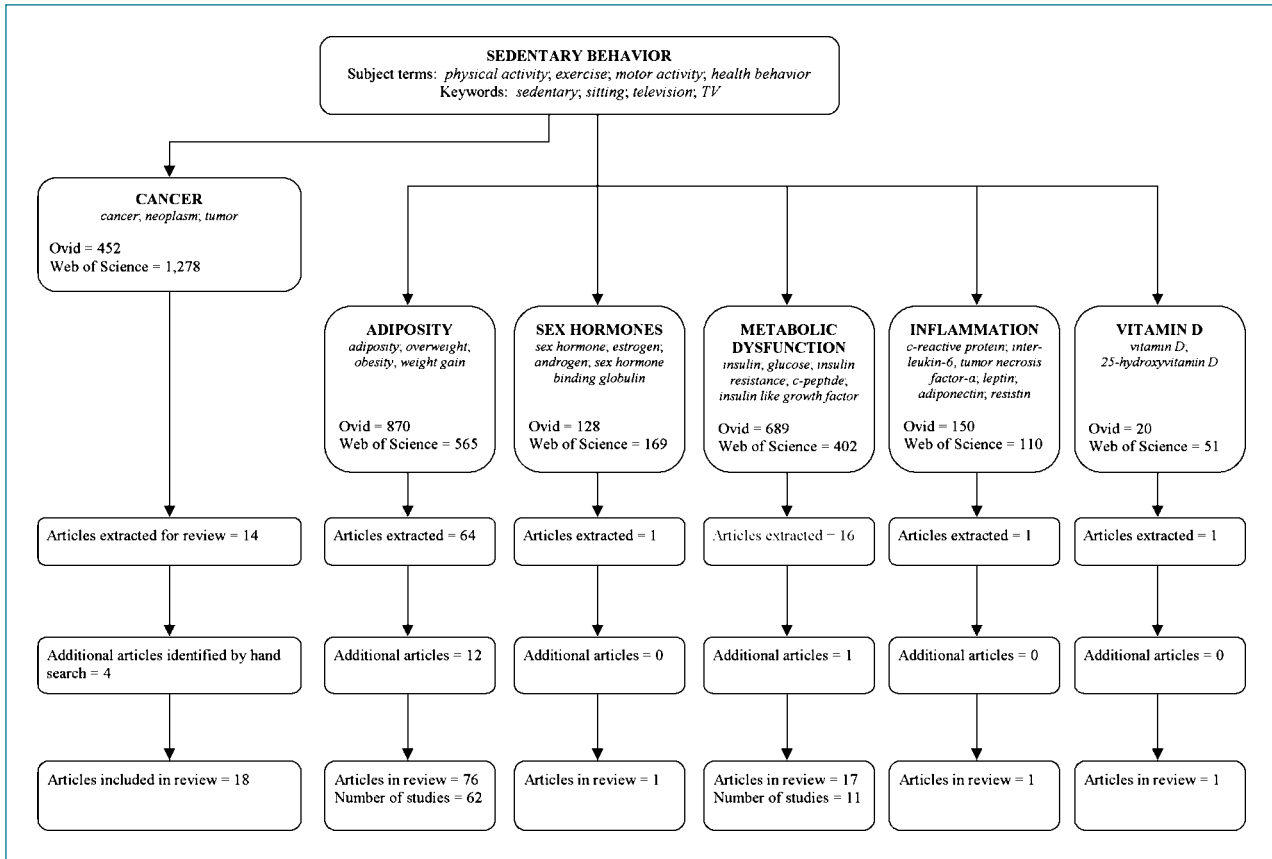 SEDENTARY BEHAVIOR
Subject terms: physical activity; exercise; motor activity; health behavior
Keywords: sedentary; sitting; television; TV
CANCER
cancer; neoplasm; tumor
Ovid = 452
Web of Science = 1,278
ADIPOSITY
adiposity; overweight,
obesity; weight gain
Ovid = 870
Web of Science = 565
SEX HORMONES
sex hormone, estrogen;
androgen; sex hormone
binding globulin
Ovid = 128
Web of Science = 169
METABOLIC
DYSFUNCTION
insulin, glucose, insulin
resistance, c-peptide;
insulin like growth factor
Ovid = 689
Web of Science = 402
INFLAMMATION
c-reactive protein; inter-
leukin-6, tumor necrosis
factor-α; leptin,
adiponectin; resistin
Ovid = 150
Web of Science = 110
VITAMIN D
vitamin D,
25-hydroxyvitamin D
Ovid = 20
Web of Science = 51
Articles extracted for review = 14
Articles extracted = 64
Articles extracted = 1
Articles extracted = 16
Articles extracted = 1
Articles extracted = 1
Additional articles identified by hand
search = 4
Additional articles = 12
Additional articles = 0
Additional articles = 1
Additional articles = 0
Additional articles = 0
Articles included in review = 18
Articles in review = 76
Number of studies = 62
Articles in review = 1
Articles in review = 17
Number of studies = 11
Articles in review = 1
Articles in review = 1